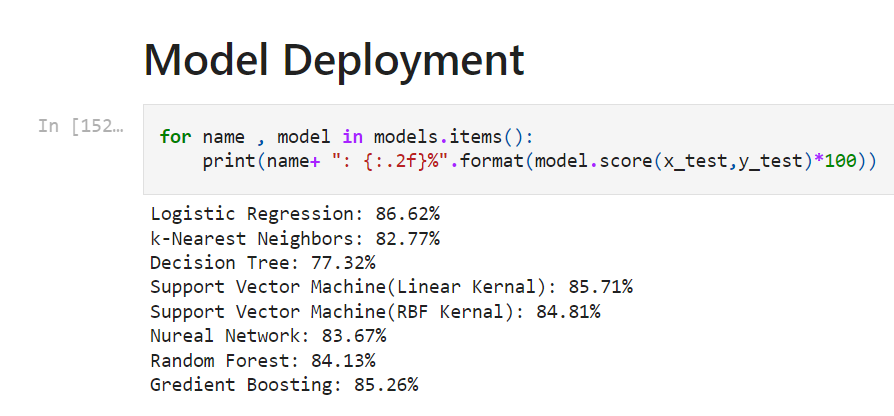 Model Deployment
In [152…
for name , model in models.items():
    print(name+ ": {:.2f}%".format(model.score(x_test,y_test)*100))
Logistic Regression: 86.62%
k-Nearest Neighbors: 82.77%
Decision Tree: 77.32%
Support Vector Machine(Linear Kernal): 85.71%
Support Vector Machine(RBF Kernal): 84.81%
Nureal Network: 83.67%
Random Forest: 84.13%
Gredient Boosting: 85.26%